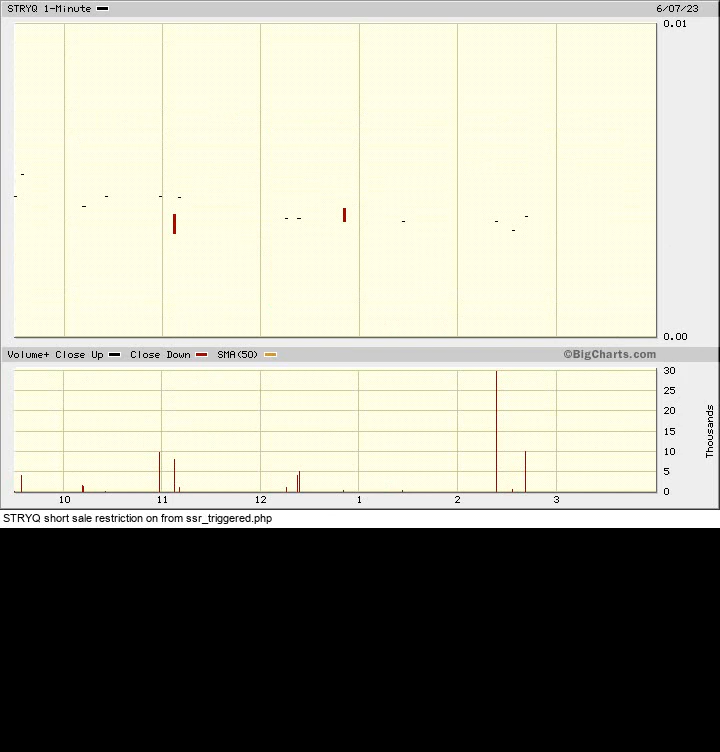 STRYQ 1-Minute 6/07/23
0.01
0.00
Volume+ Close Up Close Down SMA(50) ©BigCharts.com
30
25
20
15
10
5
0
Thousands
10 11 12 1 2 3
STRYQ short sale restriction on from ssr_triggered.php